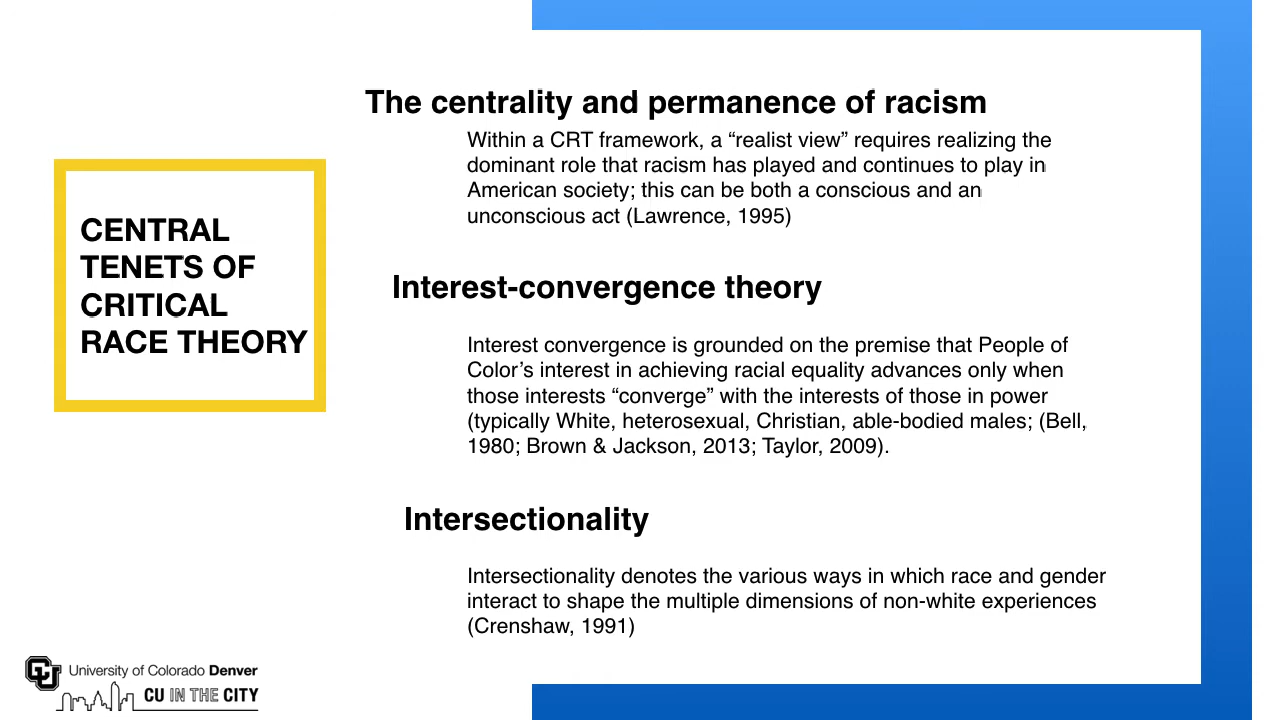 CENTRAL
TENETS OF
CRITICAL
RACE THEORY
The centrality and permanence of racism
Within a CRT framework, a “realist view” requires realizing the
dominant role that racism has played and continues to play in
American society; this can be both a conscious and an
unconscious act (Lawrence, 1995)
Interest-convergence theory
Interest convergence is grounded on the premise that People of
Color’s interest in achieving racial equality advances only when
those interests “converge” with the interests of those in power
(typically White, heterosexual, Christian, able-bodied males; (Bell,
1980; Brown & Jackson, 2013; Taylor, 2009).
Intersectionality
Intersectionality denotes the various ways in which race and gender
interact to shape the multiple dimensions of non-white experiences
(Crenshaw, 1991)
CU University of Colorado Denver
CU IN THE CITY